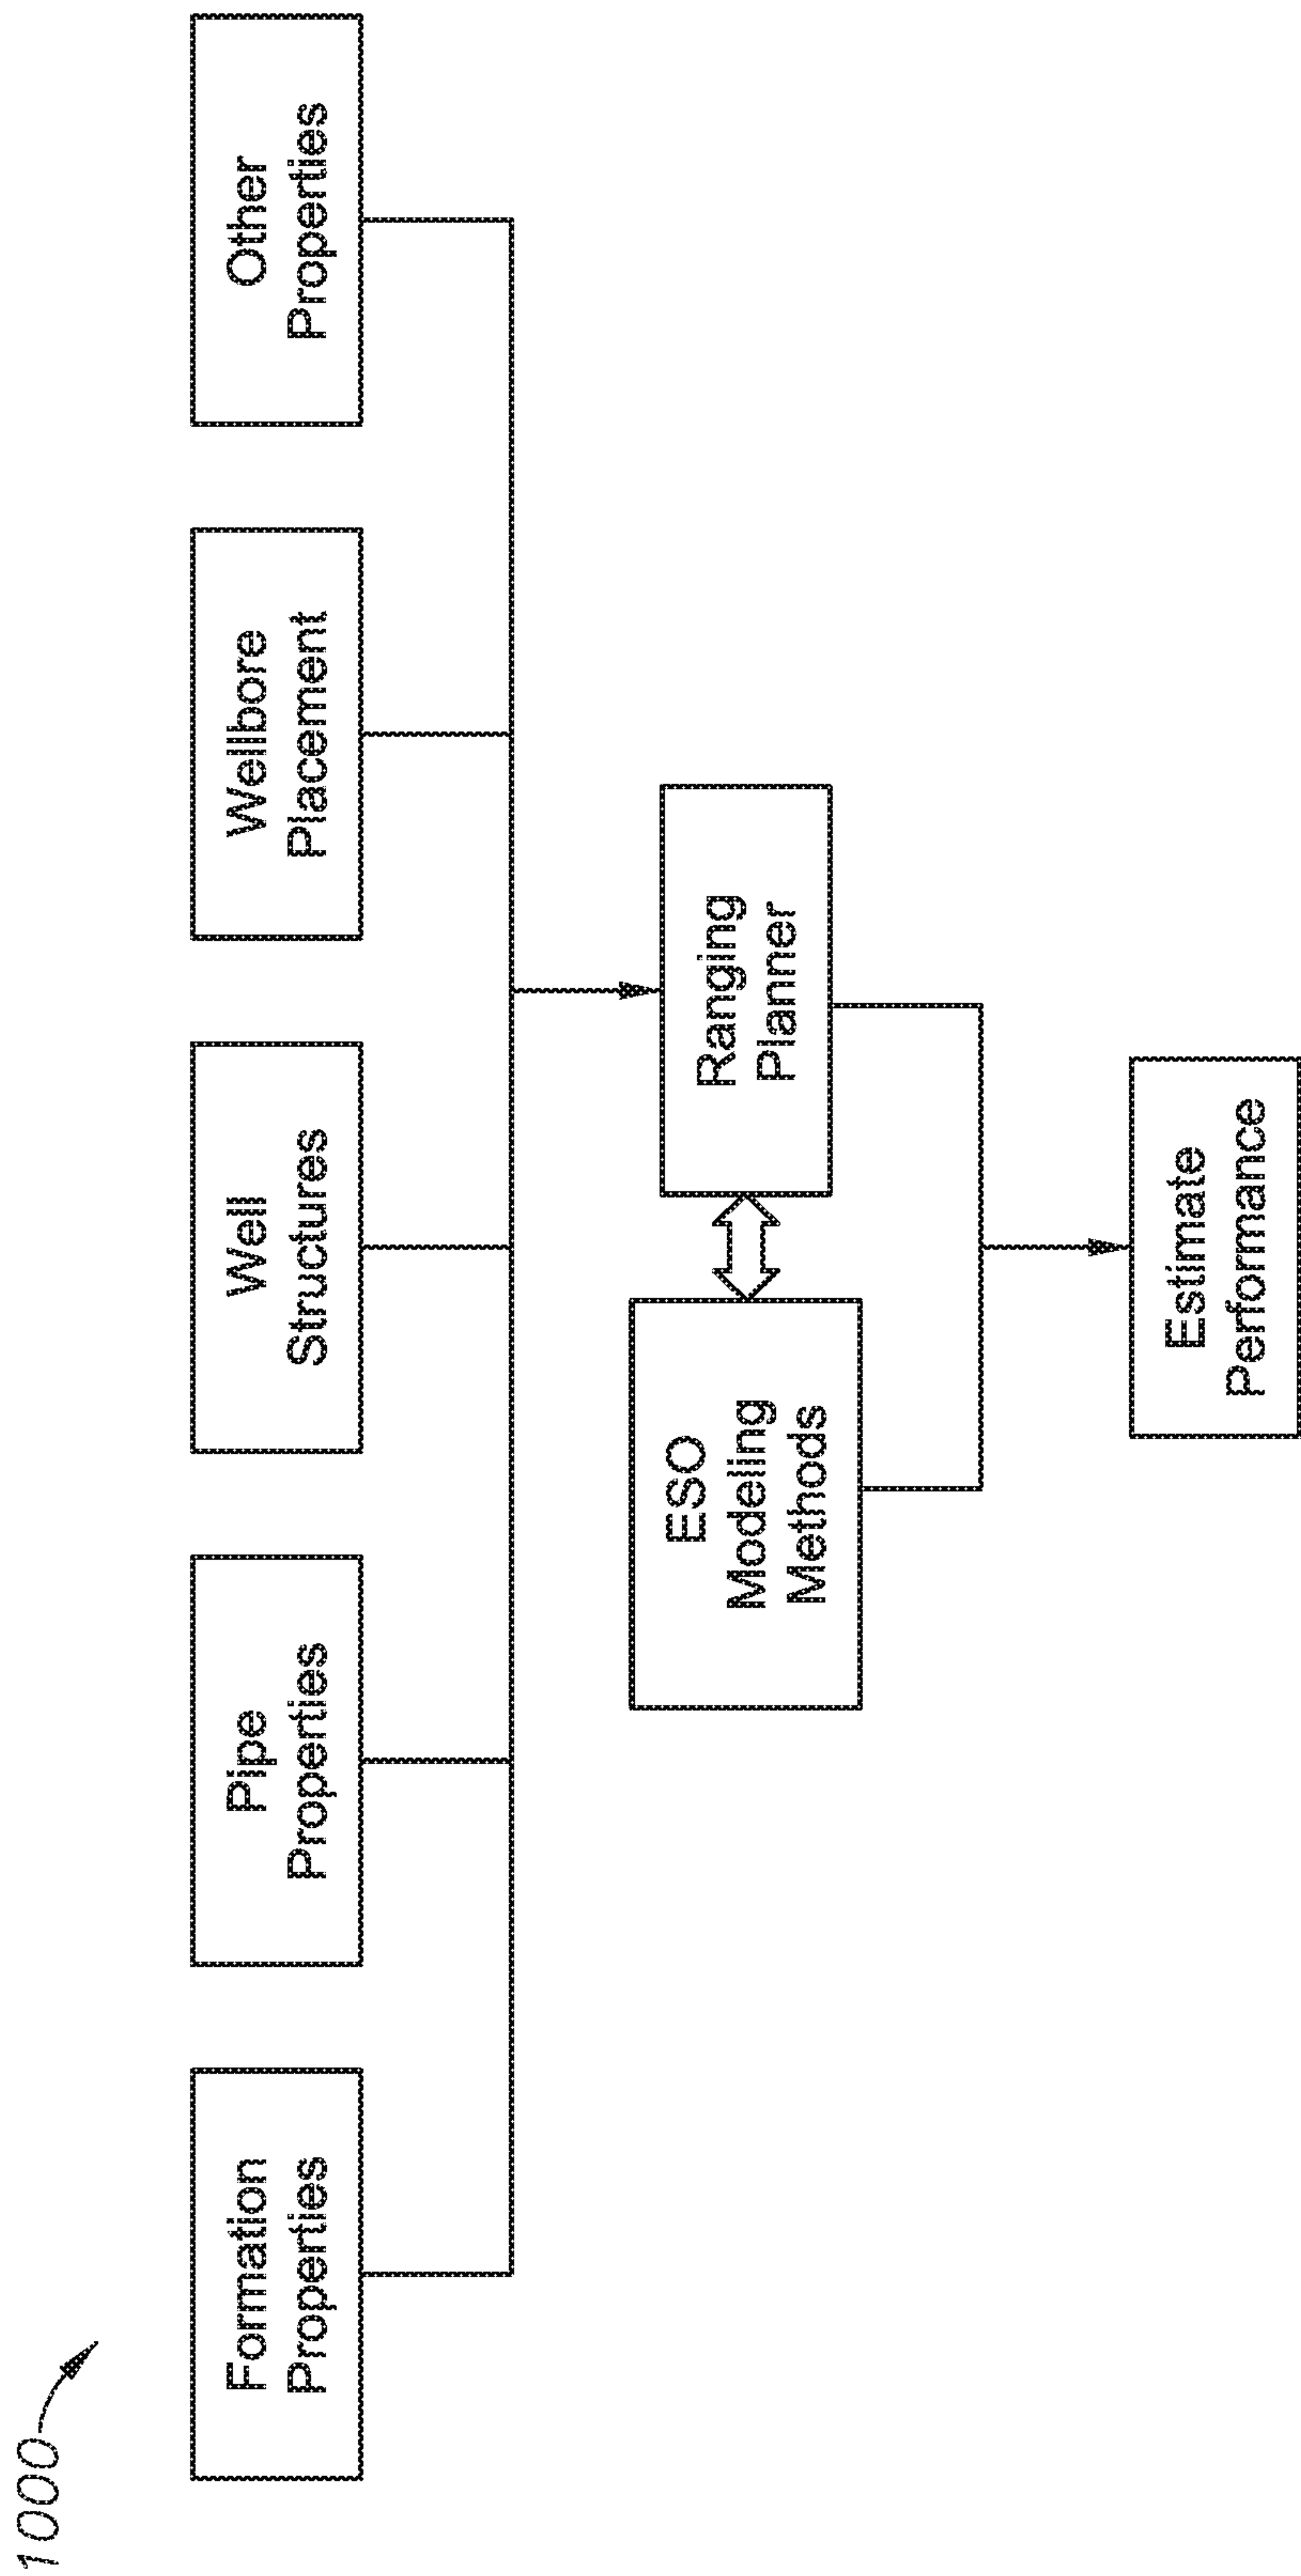 1000
Formation
Properties
Pipe
Properties
Well
Structures
Wellbore
Placement
Other
Properties
ESO
Modeling
Methods
Ranging
Planner
Estimate
Performance